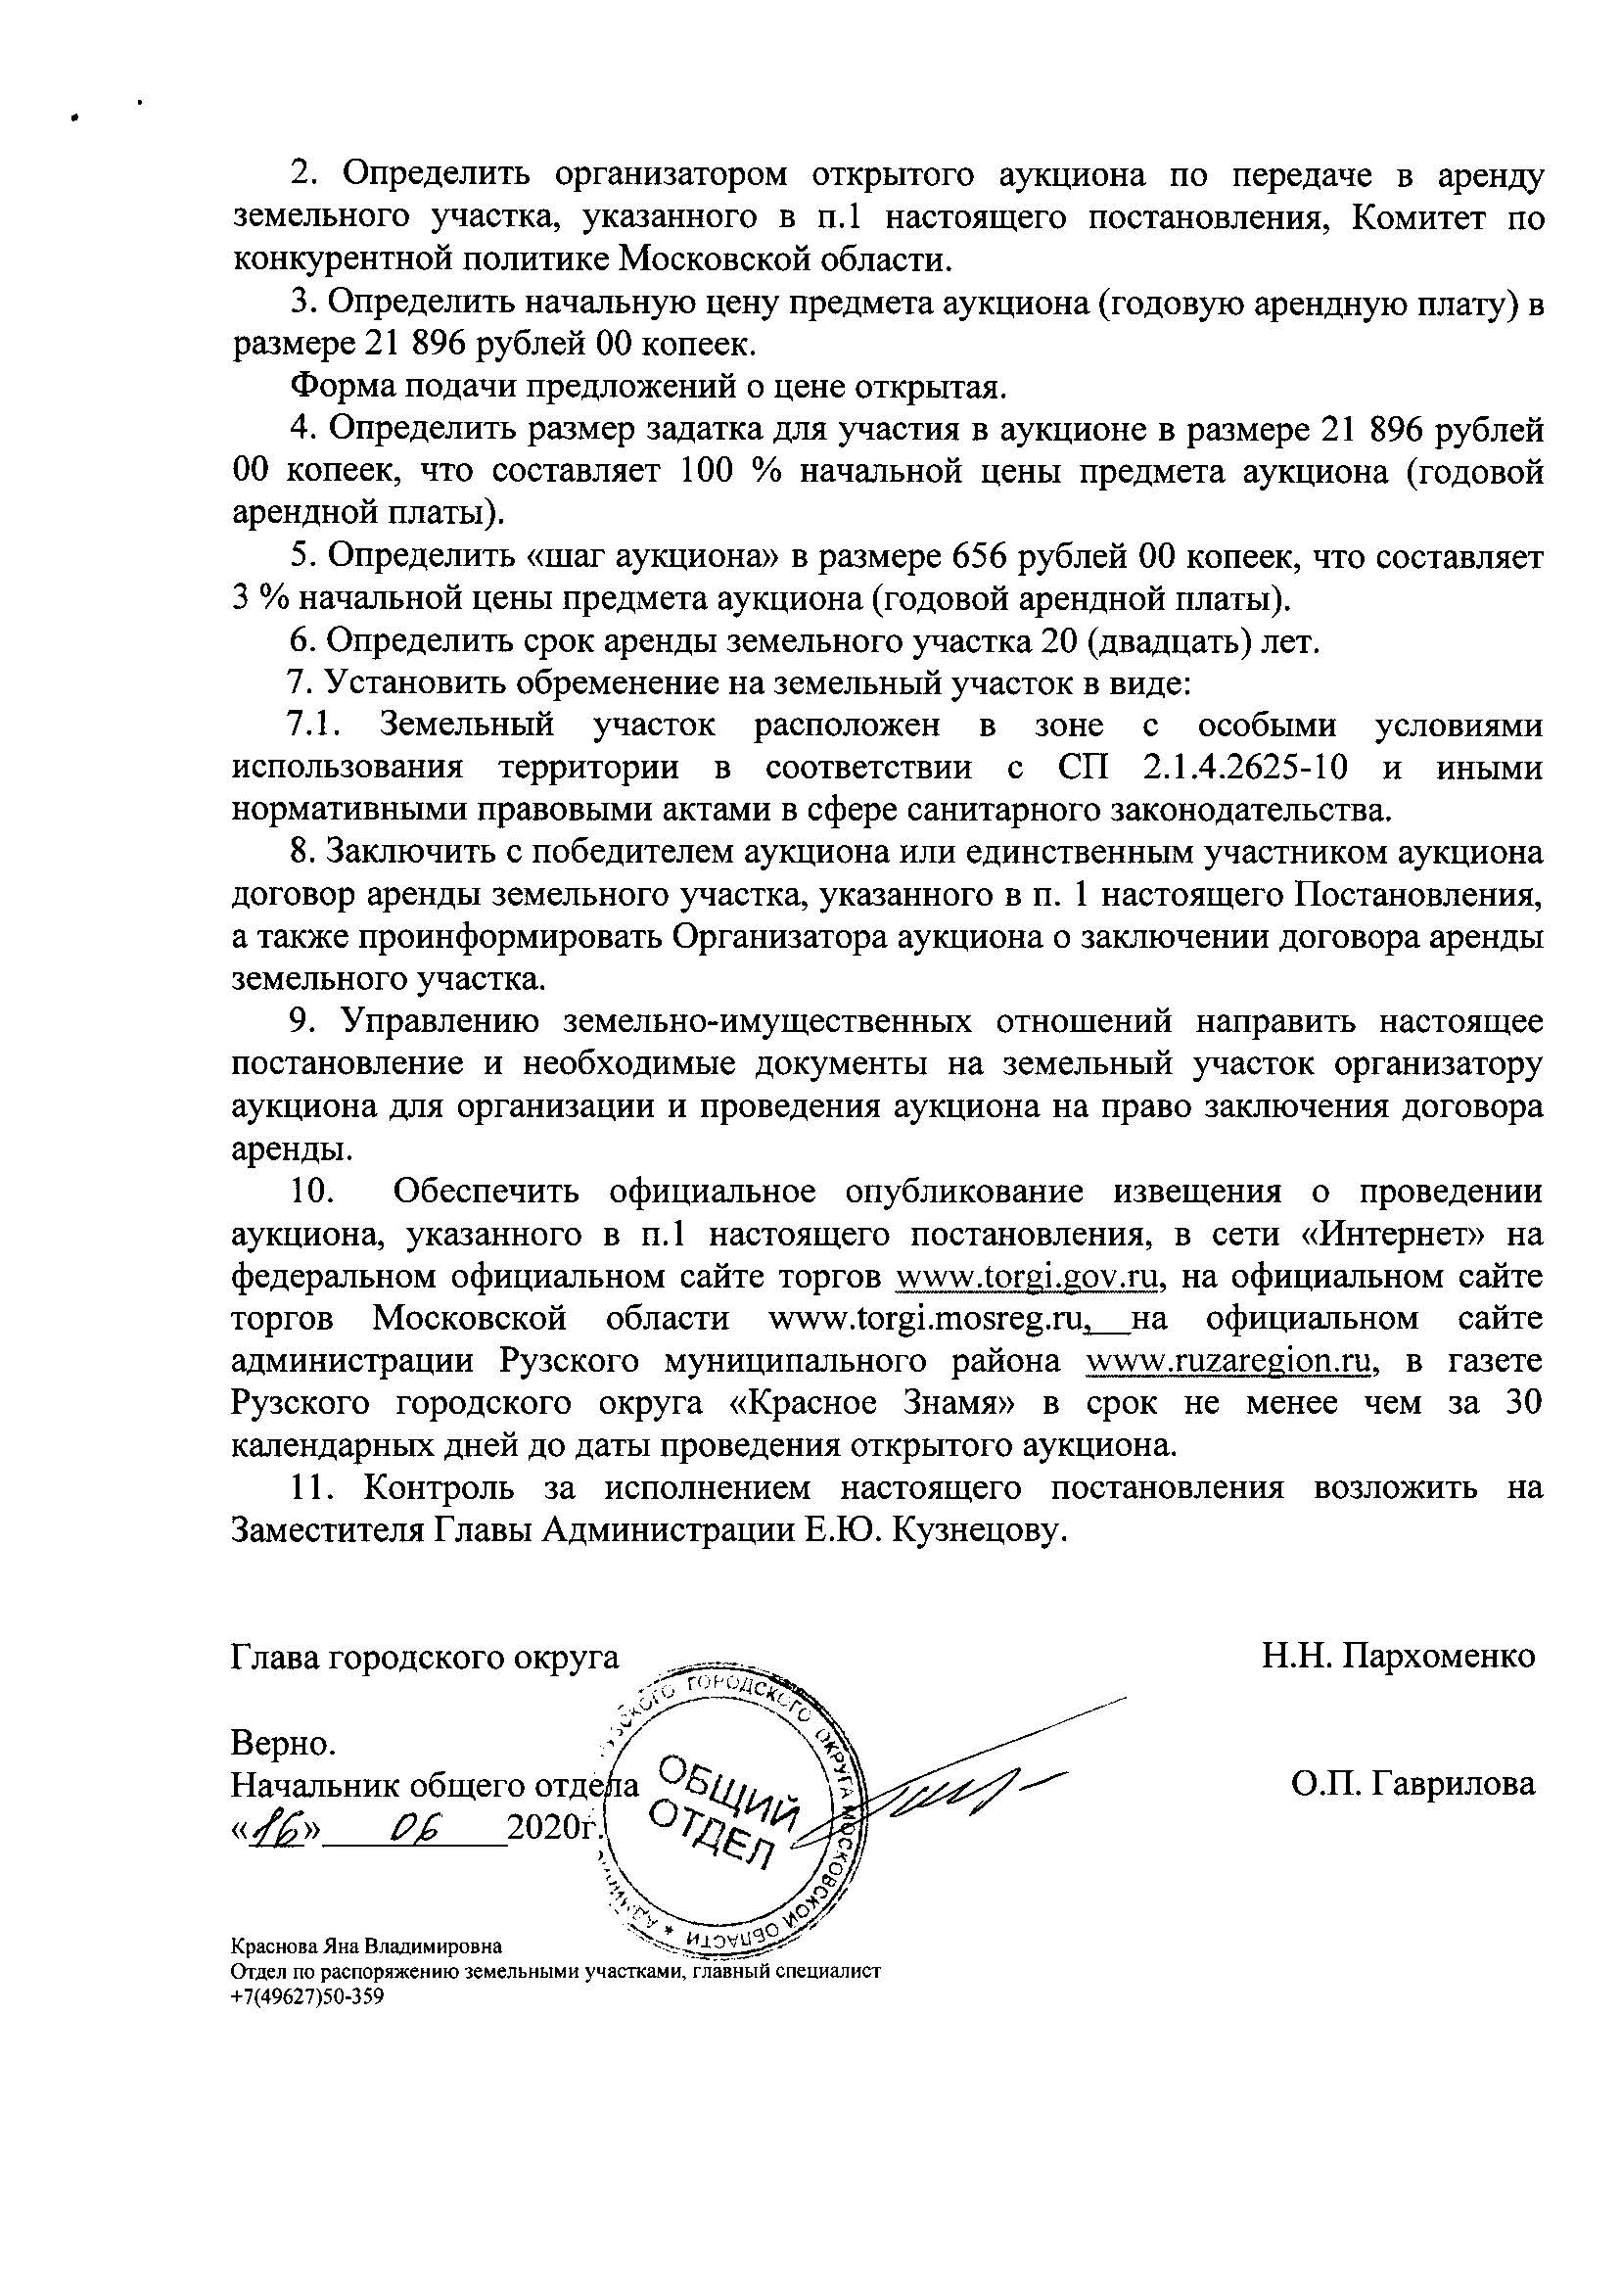 2. Определить организатором открытого аукциона по передаче в аренду
земельного участка, указанного в п.1 настоящего постановления, Комитет по
конкурентной политике Московской области.
3. Определить начальную цену предмета аукциона (годовую арендную плату) в
размере 21 896 рублей 00 копеек.
Форма подачи предложений о цене открытая.
4. Определить размер задатка для участия в аукционе в размере 21 896 рублей
00 копеек, что составляет 100 % начальной цены предмета аукциона (годовой
арендной платы).
5. Определить «шаг аукциона» в размере 656 рублей 00 копеек, что составляет
3 % начальной цены предмета аукциона (годовой арендной платы).
6. Определить срок аренды земельного участка 20 (двадцать) лет.
7. Установить обременение на земельный участок в виде:
7.1. Земельный участок расположен в зоне с особыми условиями
использования территории в соответствии с СП 2.1.4.2625-10 и иными
нормативными правовыми актами в сфере санитарного законодательства.
8. Заключить с победителем аукциона или единственным участником аукциона
договор аренды земельного участка, указанного в п. 1 настоящего Постановления,
а также проинформировать Организатора аукциона о заключении договора аренды
земельного участка.
9. Управлению земельно-имущественных отношений направить настоящее
постановление и необходимые документы на земельный участок организатору
аукциона для организации и проведения аукциона на право заключения договора
аренды.
10. Обеспечить официальное опубликование извещения о проведении
аукциона, указанного в п.1 настоящего постановления, в сети «Интернет» на
федеральном официальном сайте торгов www.torgi.gov.ru, на официальном сайте
торгов Московской области www.torgi.mosreg.ru, на официальном сайте
администрации Рузского муниципального района www.ruzaregion.ru, в газете
Рузского городского округа «Красное Знамя» в срок не менее чем за 30
календарных дней до даты проведения открытого аукциона.
11. Контроль за исполнением настоящего постановления возложить на
Заместителя Главы Администрации Е.Ю. Кузнецову.
Глава городского округа Н.Н. Пархоменко
Верно.
Начальник общего отдела О.П. Гаврилова
«16» 06 2020г.
ГОРОДСКОГО ОКРУГА МОСКОВСКОЙ ОБЛАСТИ *
ОБЩИЙ
ОТДЕЛ
Краснова Яна Владимировна
Отдел по распоряжению земельными участками, главный специалист
+7(49627)50-359